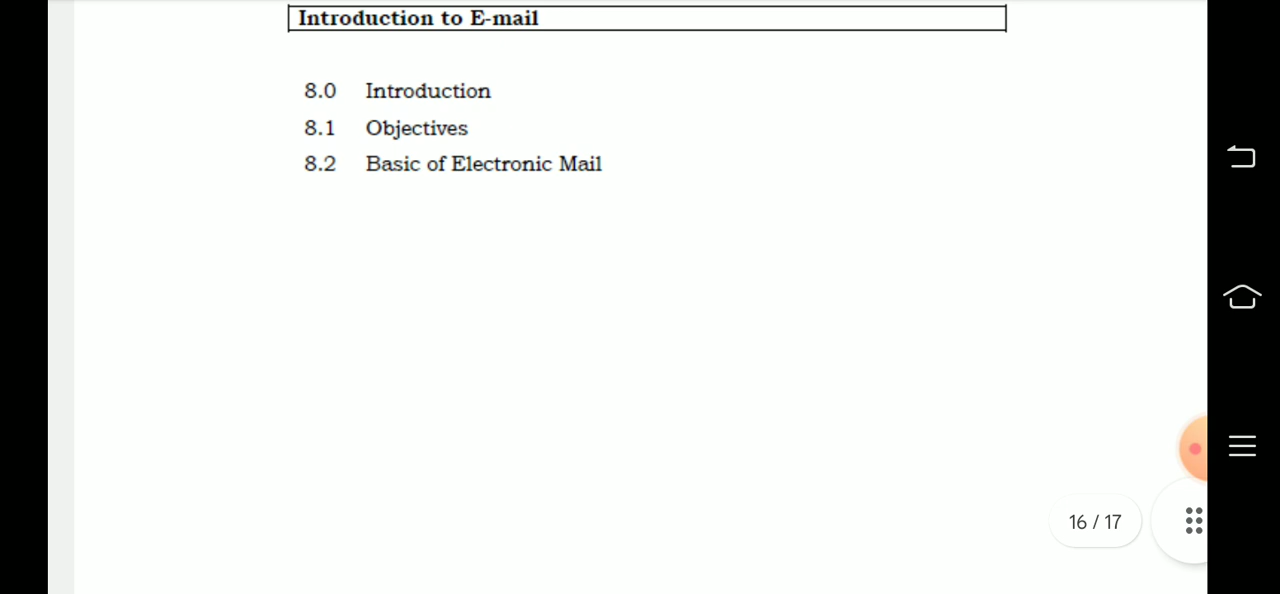 Introduction to E-mail
8.0 Introduction
8.1 Objectives
8.2 Basic of Electronic Mail
16 / 17